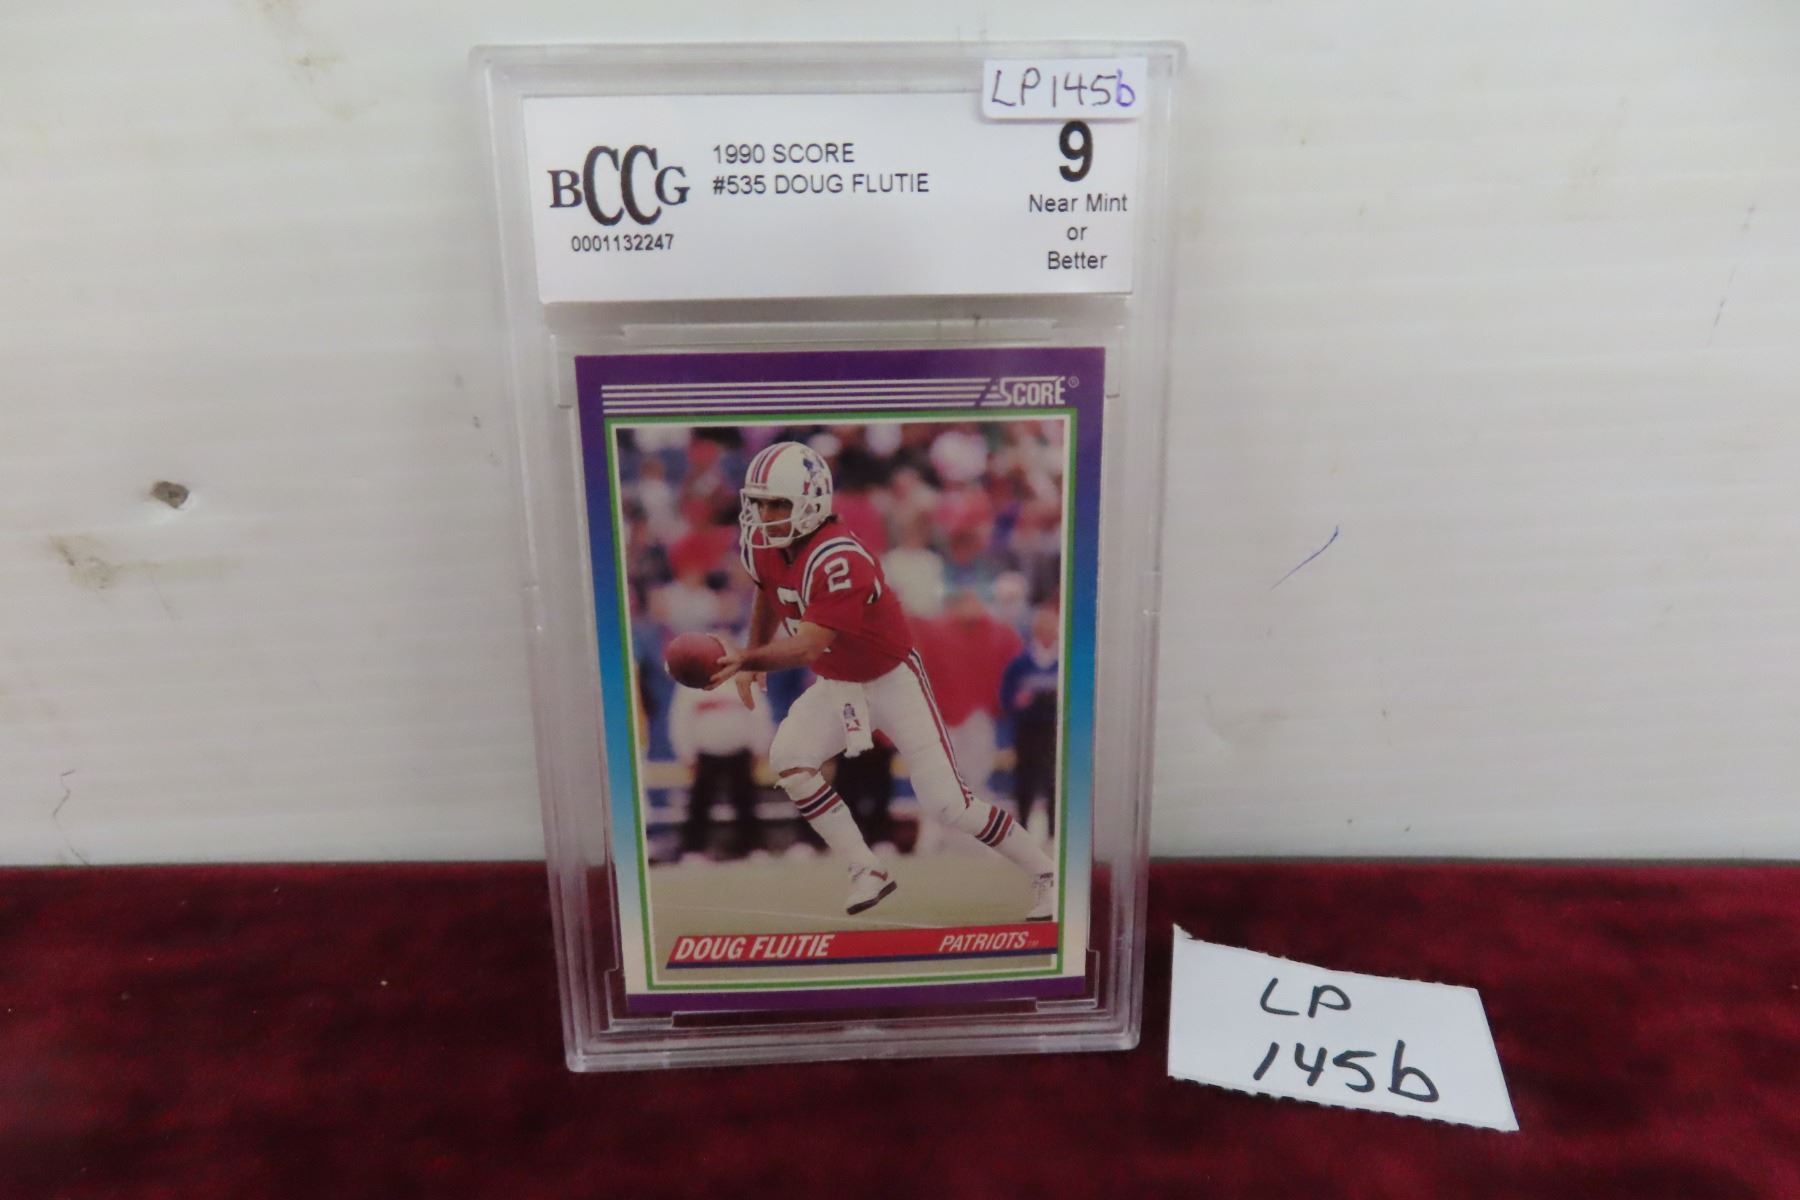 LP145b
BCCG
0001132247
1990 SCORE
#535 DOUG FLUTIE
9
Near Mint
or
Better
SCORE®
2
DOUG FLUTIE
PATRIOTS™
LP
145b